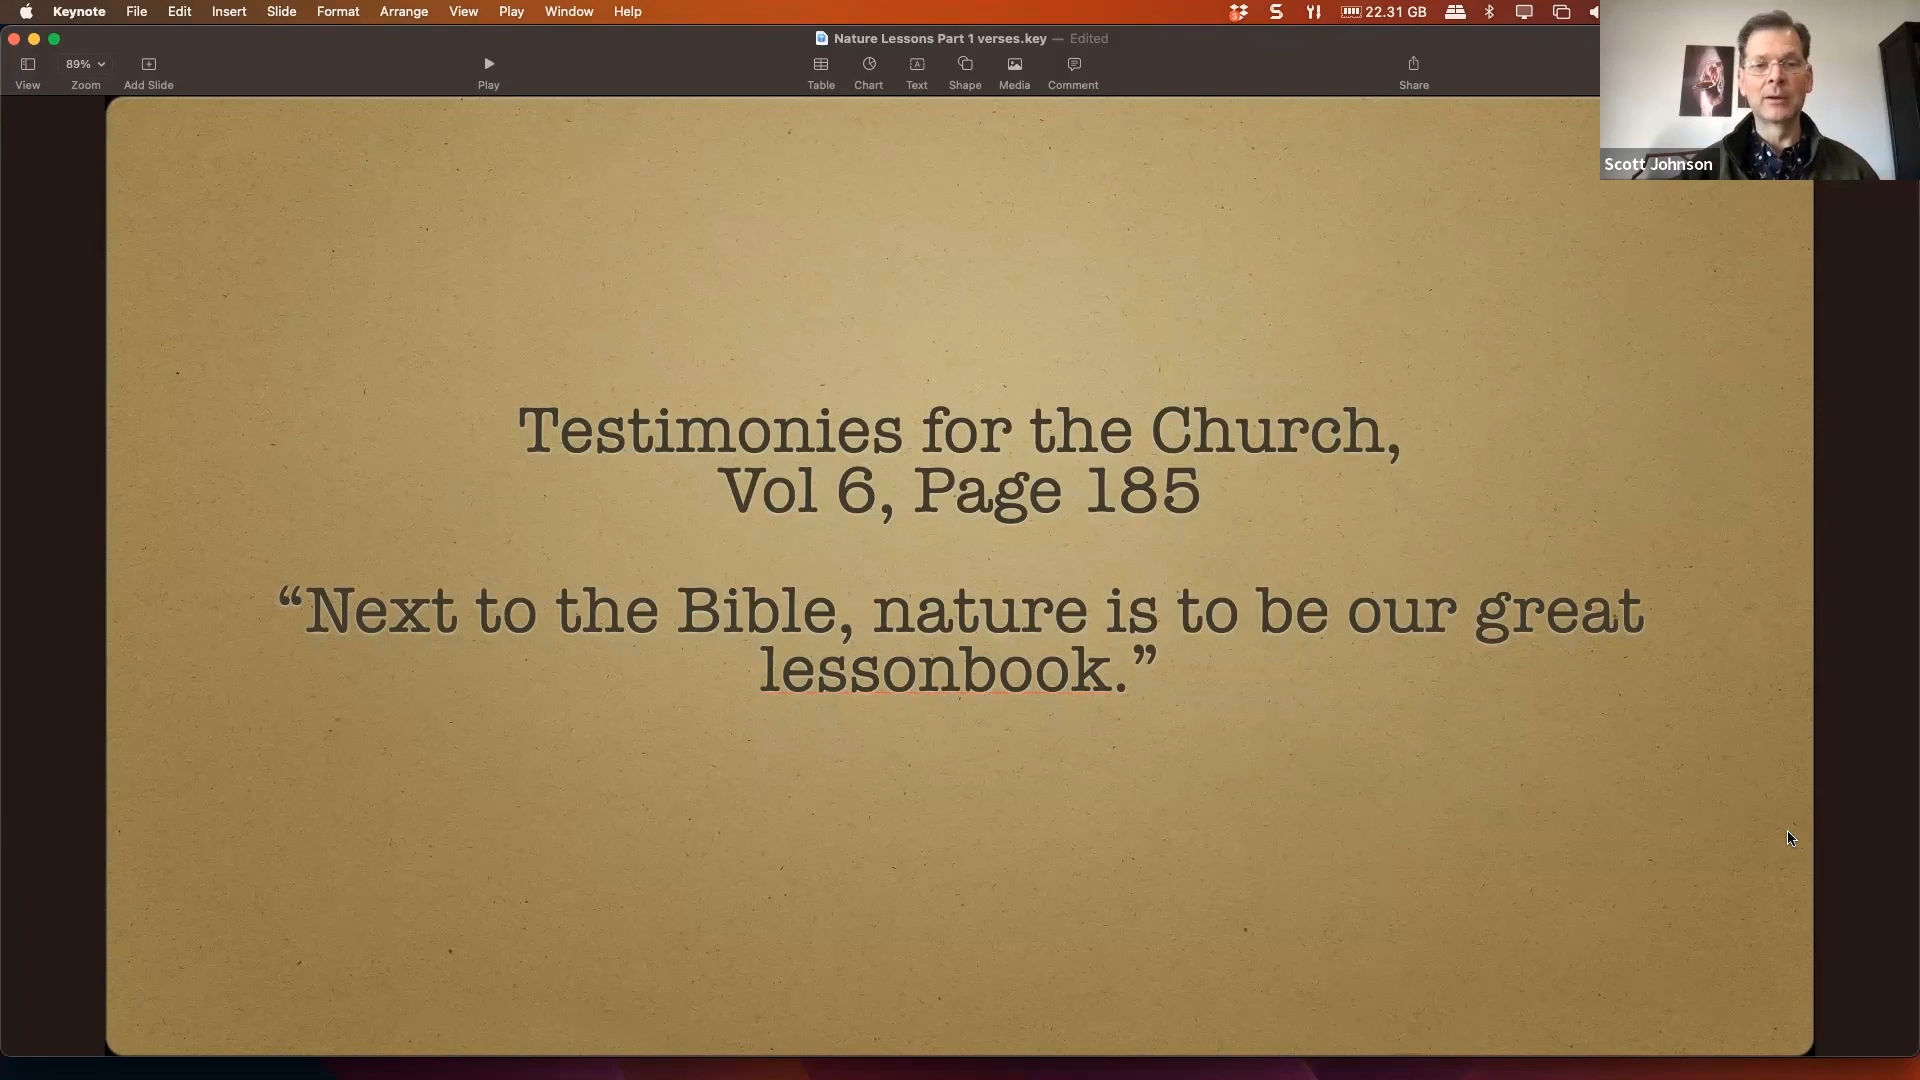 Keynote File Edit Insert Slide Format Arrange View Play Window Help 22.31 GB
Nature Lessons Part 1 verses.key — Edited
89%
View Zoom Add Slide Play Table Chart Text Shape Media Comment Share
Scott Johnson
Testimonies for the Church,
Vol 6, Page 185
“Next to the Bible, nature is to be our great
lessonbook.”